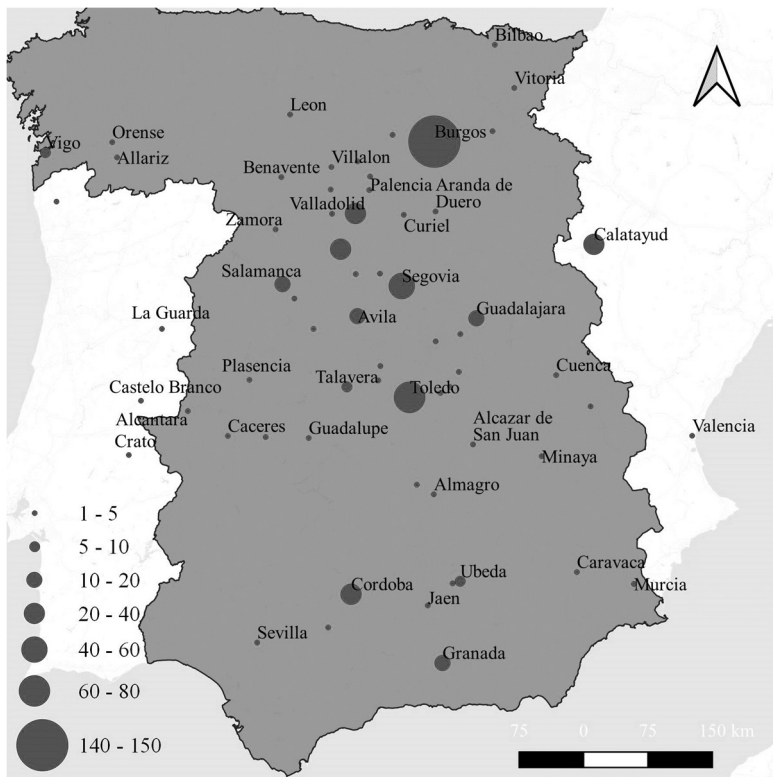 Bilbao
Vitoria
Leon
Burgos
Orense
Vigo
Allariz
Villalon
Benavente
Palencia
Aranda de
Duero
Valladolid
Curiel
Zamora
Calatayud
Salamanca
Segovia
La Guarda
Avila
Guadalajara
Plasencia
Talavera
Toledo
Cuenca
Castelo Branco
Alcantara
Crato
Caceres
Guadalupe
Alcazar de
San Juan
Valencia
Minaya
Almagro
1 - 5
5 - 10
10 - 20
20 - 40
40 - 60
60 - 80
140 - 150
Caravaca
Ubeda
Murcia
Cordoba
Jaen
Sevilla
Granada
75 0 75 150 km